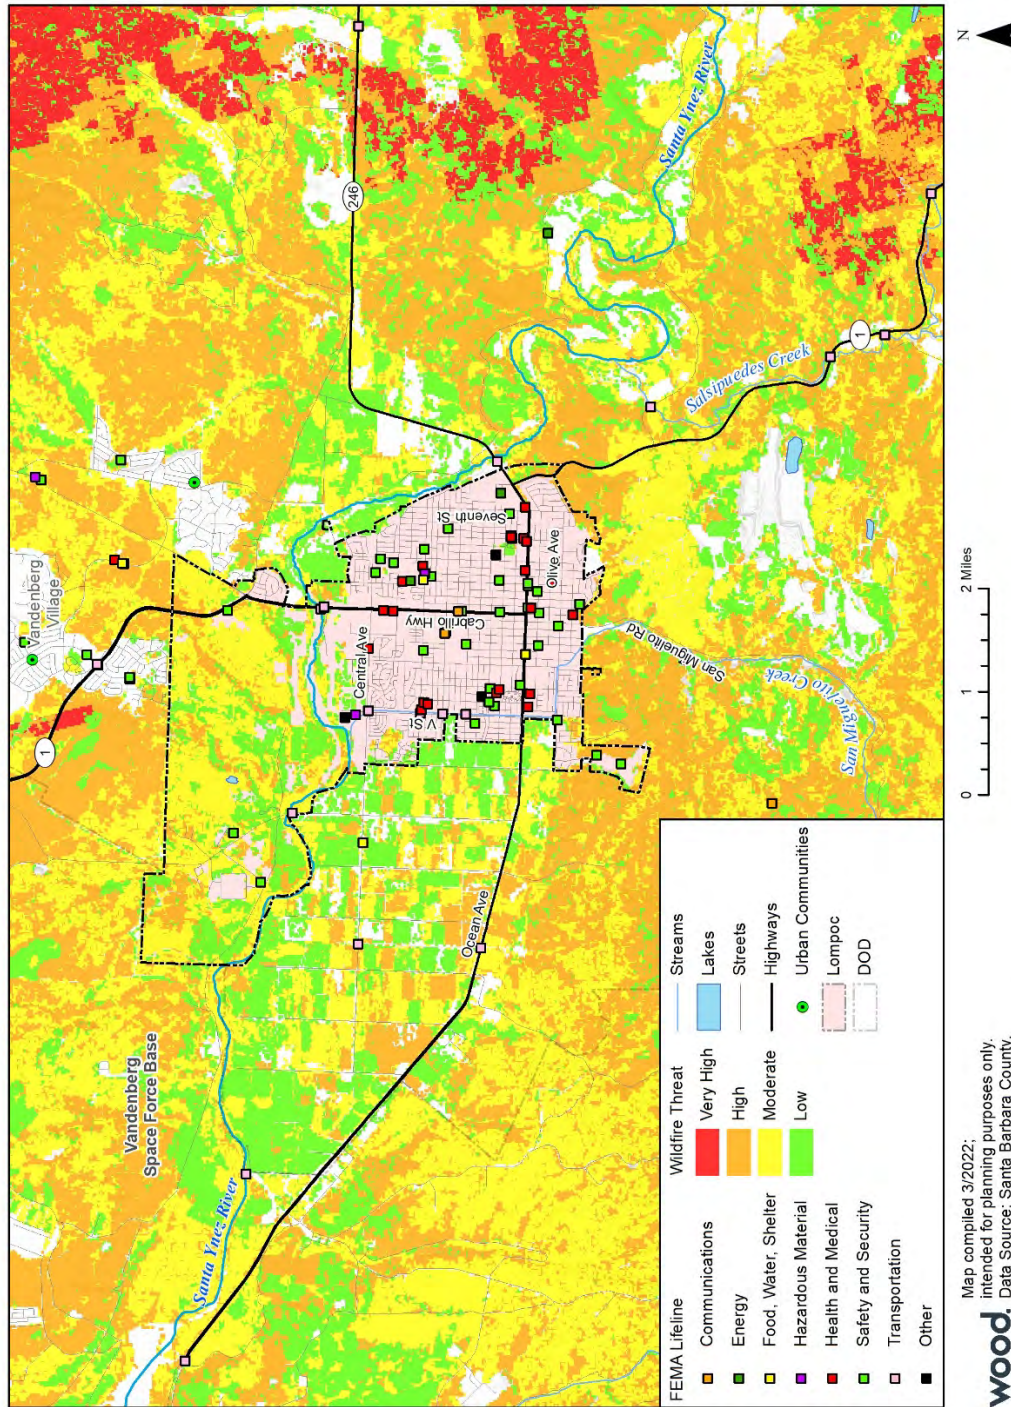 Vandenberg
Space Force Base
Santa Ynez River
Vandenberg
Village
1
246
Santa Ynez River
Central Ave
V St
Cabrillo Hwy
Seventh St
Olive Ave
Ocean Ave
San Miguelito Rd
San Miguelito Creek
Salsipuedes Creek
1
FEMA Lifeline
Communications
Energy
Food, Water, Shelter
Hazardous Material
Health and Medical
Safety and Security
Transportation
Other
Wildfire Threat
Very High
High
Moderate
Low
Streams
Lakes
Streets
Highways
Urban Communities
Lompoc
DOD
0 1 2 Miles
N
wood.
Map compiled 3/2022;
intended for planning purposes only.
Data Source: Santa Barbara County,